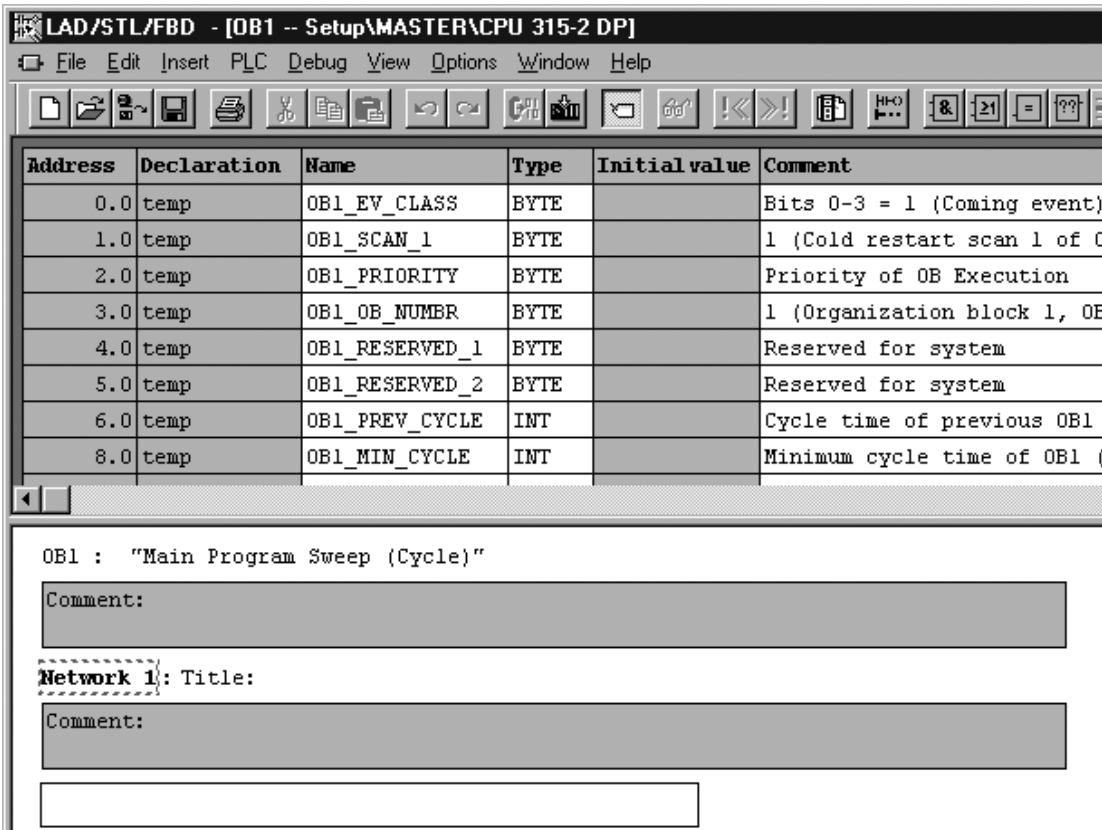 LAD/STL/FBD - [OB1 -- Setup\MASTER\CPU 315-2 DP]
File Edit Insert PLC Debug View Options Window Help
& ≥1 = ??
Address Declaration Name Type Initial value Comment
0.0 temp OB1_EV_CLASS BYTE Bits 0-3 = 1 (Coming event)
1.0 temp OB1_SCAN_1 BYTE 1 (Cold restart scan 1 of
2.0 temp OB1_PRIORITY BYTE Priority of OB Execution
3.0 temp OB1_OB_NUMBR BYTE 1 (Organization block 1, OB
4.0 temp OB1_RESERVED_1 BYTE Reserved for system
5.0 temp OB1_RESERVED_2 BYTE Reserved for system
6.0 temp OB1_PREV_CYCLE INT Cycle time of previous OB1
8.0 temp OB1_MIN_CYCLE INT Minimum cycle time of OB1 (
OB1 : "Main Program Sweep (Cycle)"
Comment:
Network 1: Title:
Comment: